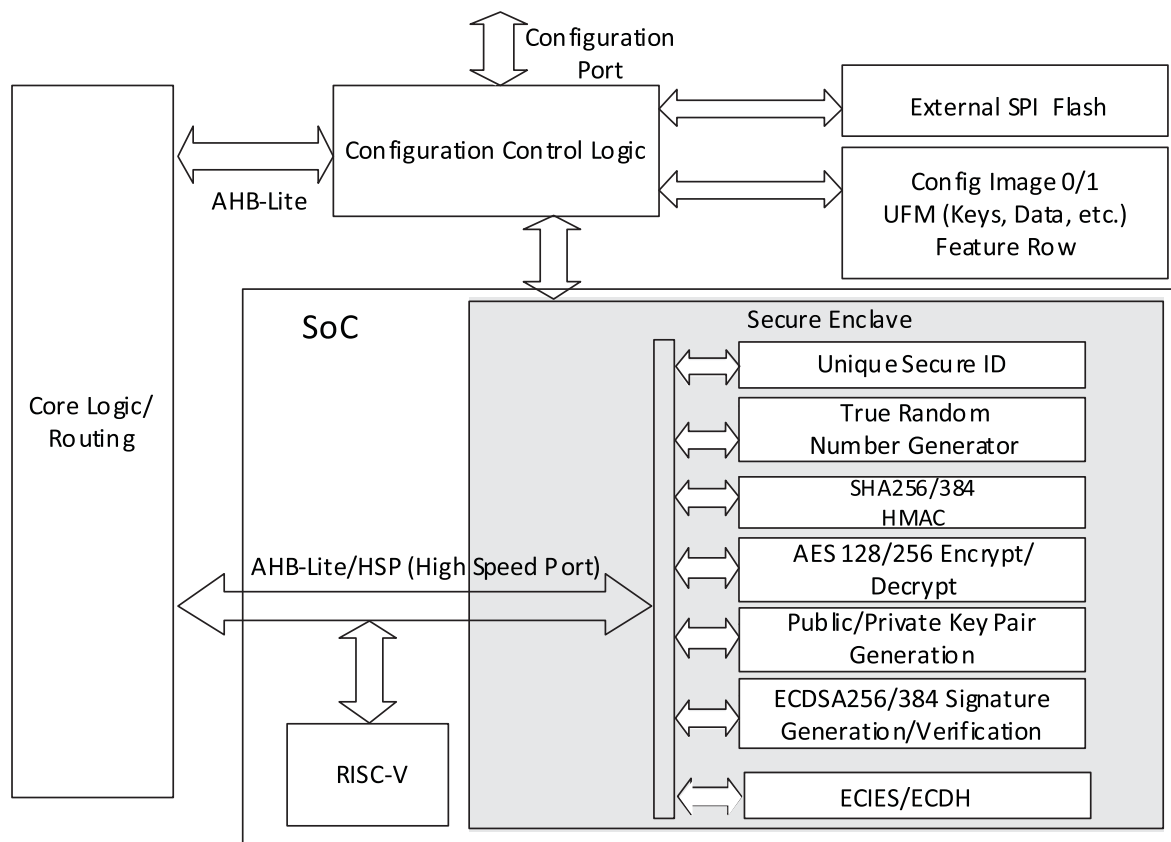 Configuration
Port
External SPI Flash
Configuration Control Logic
AHB-Lite
Config Image 0/1
UFM (Keys, Data, etc.)
Feature Row
SoC
Secure Enclave
Unique Secure ID
Core Logic/
Routing
True Random
Number Generator
SHA256/384
HMAC
AHB-Lite/HSP (High Speed Port)
AES 128/256 Encrypt/
Decrypt
Public/Private Key Pair
Generation
ECDSA256/384 Signature
Generation/Verification
RISC-V
ECIES/ECDH